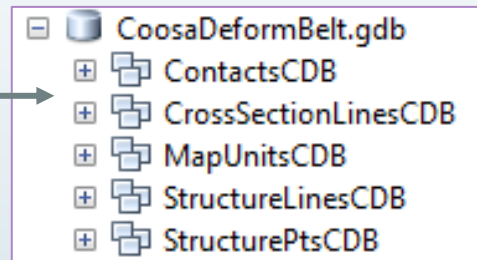 CoosaDeformBelt.gdb
ContactsCDB
CrossSectionLinesCDB
MapUnitsCDB
StructureLinesCDB
StructurePtsCDB